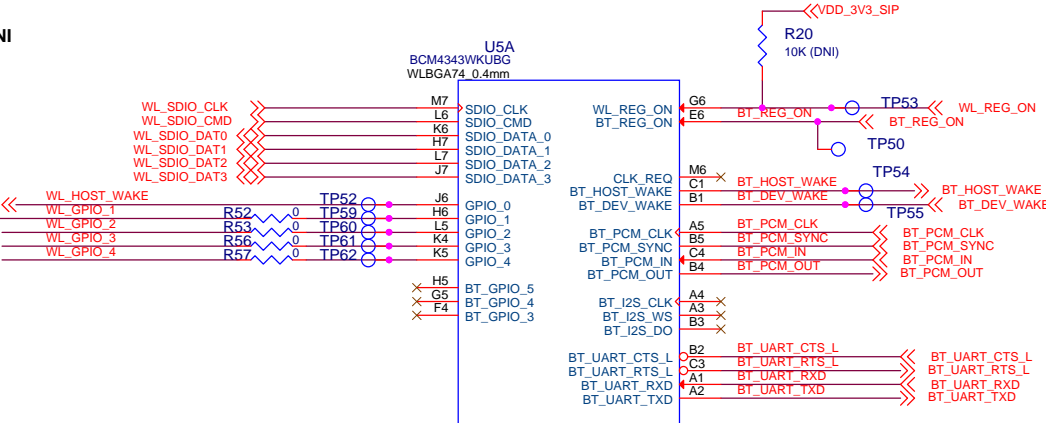 VDD_3V3_SIP
NI
R20
10K (DNI)
U5A
BCM4343WKUBG
WLBGA74_0.4mm
WL_SDIO_CLK M7 SDIO_CLK
WL_SDIO_CMD L6 SDIO_CMD
WL_SDIO_DAT0 K6 SDIO_DATA_0
WL_SDIO_DAT1 H7 SDIO_DATA_1
WL_SDIO_DAT2 L7 SDIO_DATA_2
WL_SDIO_DAT3 J7 SDIO_DATA_3
WL_HOST_WAKE TP52 J6 GPIO_0
WL_GPIO_1 R52 0 TP59 H6 GPIO_1
WL_GPIO_2 R53 0 TP60 L5 GPIO_2
WL_GPIO_3 R56 0 TP61 K4 GPIO_3
WL_GPIO_4 R57 0 TP62 K5 GPIO_4
H5 BT_GPIO_5
G5 BT_GPIO_4
F4 BT_GPIO_3
WL_REG_ON G6 TP53 WL_REG_ON
BT_REG_ON E6 BT_REG_ON BT_REG_ON
TP50
CLK_REQ M6
BT_HOST_WAKE C1 BT_HOST_WAKE TP54 BT_HOST_WAKE
BT_DEV_WAKE B1 BT_DEV_WAKE TP55 BT_DEV_WAKE
BT_PCM_CLK A5 BT_PCM_CLK BT_PCM_CLK
BT_PCM_SYNC B5 BT_PCM_SYNC BT_PCM_SYNC
BT_PCM_IN C4 BT_PCM_IN BT_PCM_IN
BT_PCM_OUT B4 BT_PCM_OUT BT_PCM_OUT
BT_I2S_CLK A4
BT_I2S_WS A3
BT_I2S_DO B3
BT_UART_CTS_L B2 BT_UART_CTS_L BT_UART_CTS_L
BT_UART_RTS_L C3 BT_UART_RTS_L BT_UART_RTS_L
BT_UART_RXD A1 BT_UART_RXD BT_UART_RXD
BT_UART_TXD A2 BT_UART_TXD BT_UART_TXD